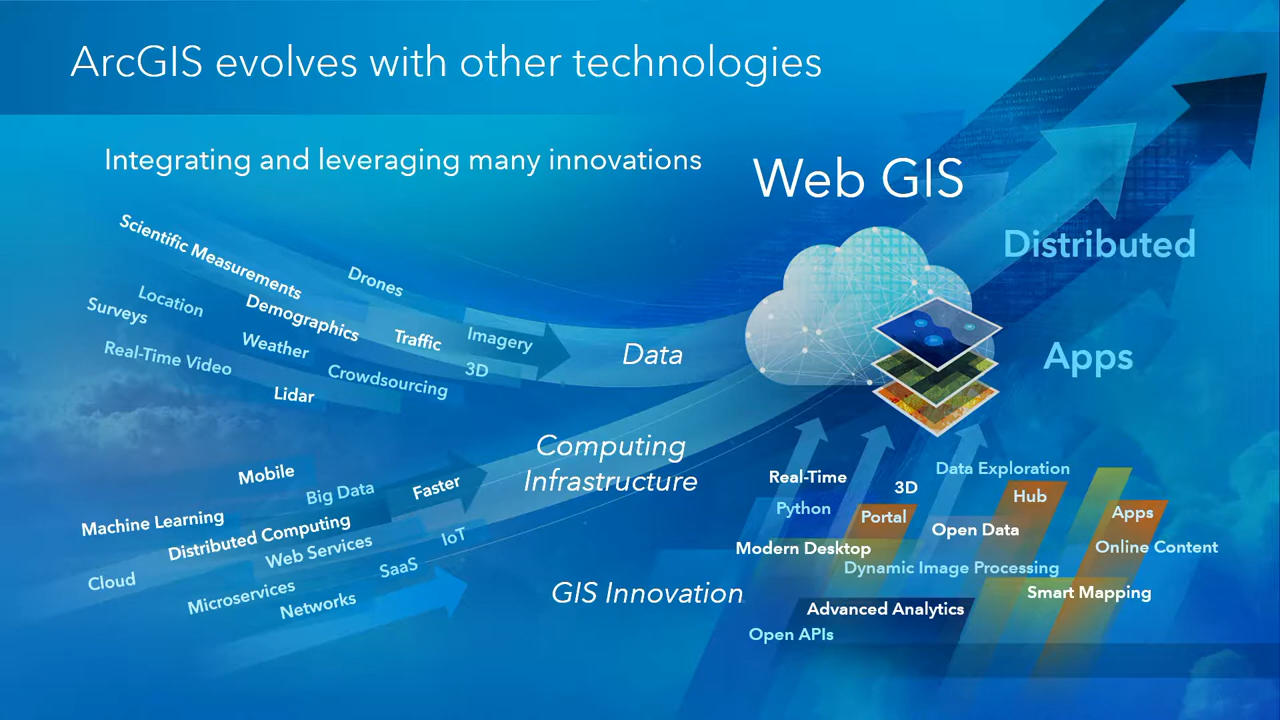 ArcGIS evolves with other technologies
Integrating and leveraging many innovations
Web GIS
Distributed
Apps
Scientific Measurements
Drones
Location
Surveys
Demographics
Traffic
Imagery
Weather
3D
Real-Time Video
Crowdsourcing
Lidar
Data
Computing
Infrastructure
Mobile
Big Data
Faster
Machine Learning
Distributed Computing
IoT
Web Services
Cloud
SaaS
Microservices
Networks
GIS Innovation
Data Exploration
Real-Time
3D
Hub
Python
Portal
Apps
Open Data
Modern Desktop
Online Content
Dynamic Image Processing
Smart Mapping
Advanced Analytics
Open APIs